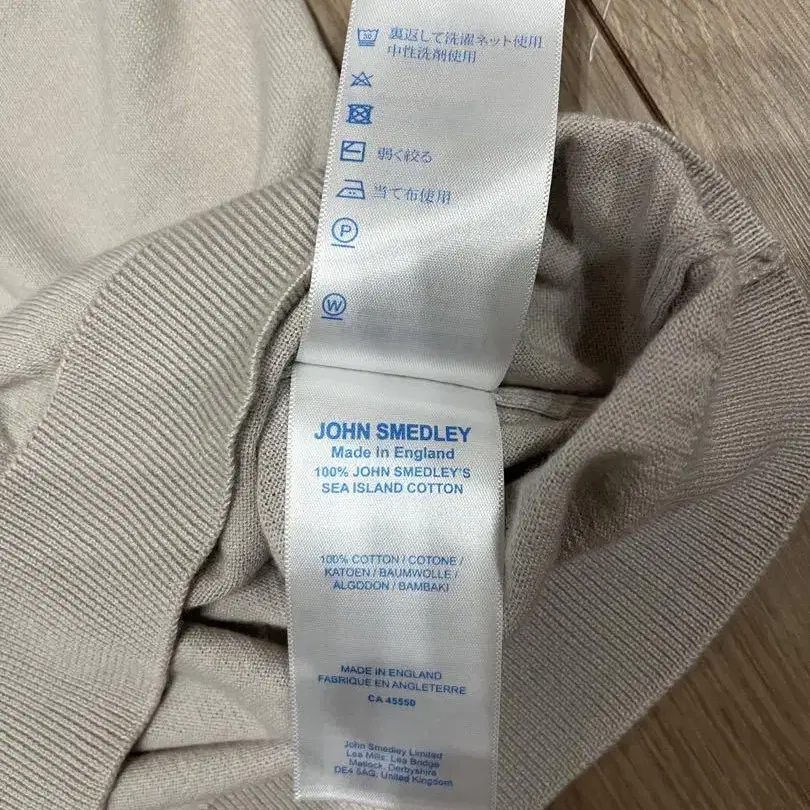 30 裏返して洗濯ネット使用
中性洗剤使用
弱く絞る
当て布使用
P
W
JOHN SMEDLEY
Made In England
100% JOHN SMEDLEY'S
SEA ISLAND COTTON
100% COTTON / COTONE /
KATOEN / BAUMWOLLE /
ALGODON / BAMBAKI
MADE IN ENGLAND
FABRIQUE EN ANGLETERRE
CA 45550
John Smedley Limited
Lea Mills, Lea Bridge
Matlock, Derbyshire
DE4 5AQ, United Kingdom